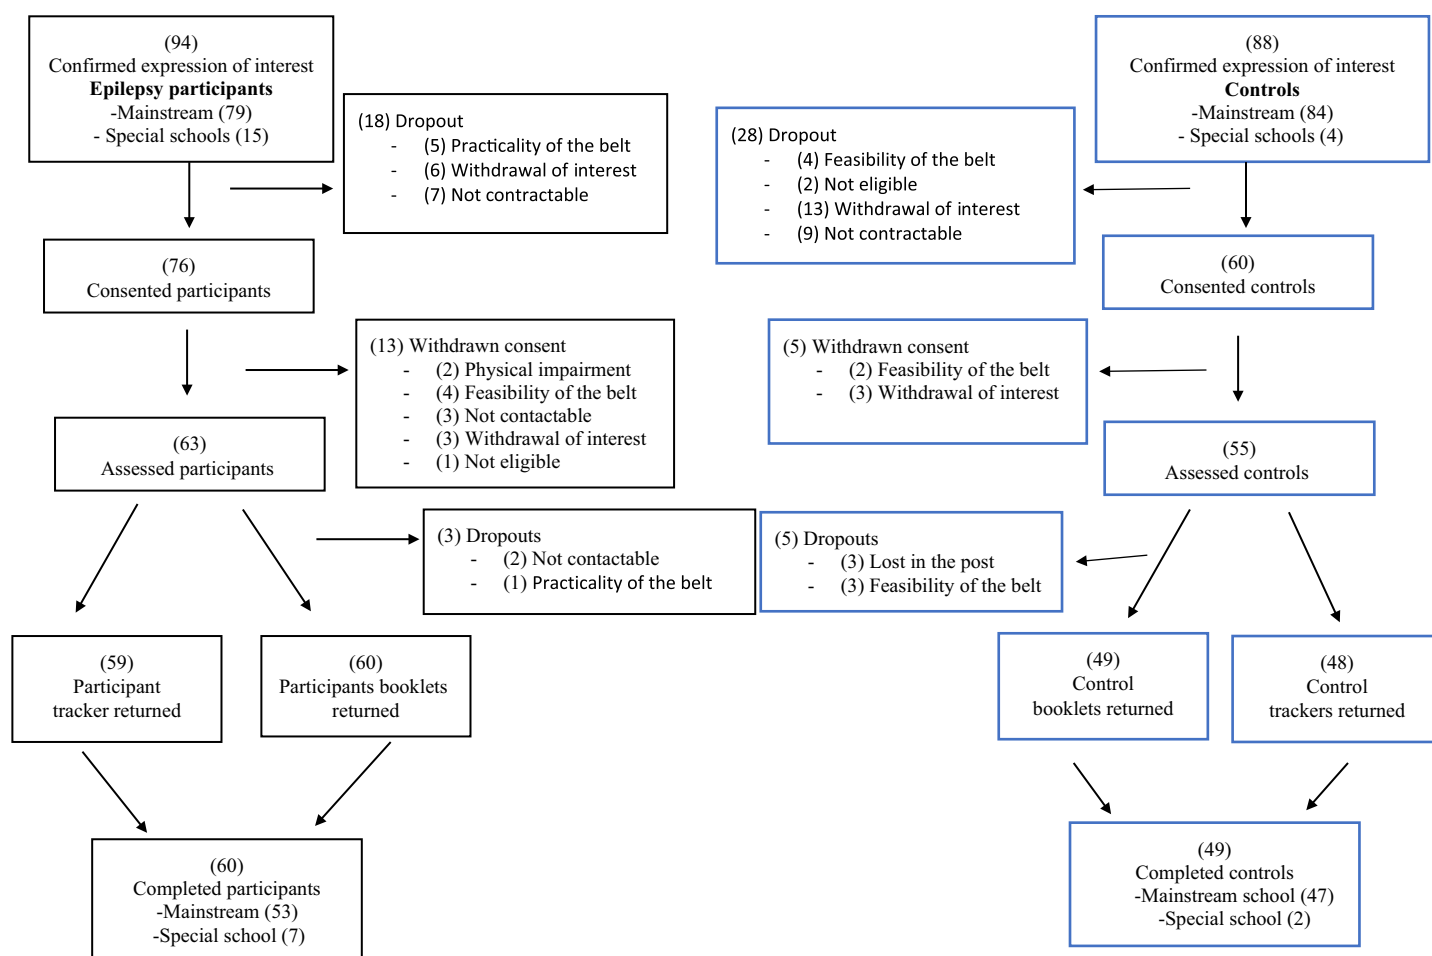 (94)
Confirmed expression of interest
Epilepsy participants
-Mainstream (79)
- Special schools (15)
(18) Dropout
- (5) Practicality of the belt
- (6) Withdrawal of interest
- (7) Not contractable
(76)
Consented participants
(13) Withdrawn consent
- (2) Physical impairment
- (4) Feasibility of the belt
- (3) Not contactable
- (3) Withdrawal of interest
- (1) Not eligible
(63)
Assessed participants
(3) Dropouts
- (2) Not contactable
- (1) Practicality of the belt
(59)
Participant
tracker returned
(60)
Participants booklets
returned
(60)
Completed participants
-Mainstream (53)
-Special school (7)
(88)
Confirmed expression of interest
Controls
-Mainstream (84)
- Special schools (4)
(28) Dropout
- (4) Feasibility of the belt
- (2) Not eligible
- (13) Withdrawal of interest
- (9) Not contractable
(60)
Consented controls
(5) Withdrawn consent
- (2) Feasibility of the belt
- (3) Withdrawal of interest
(55)
Assessed controls
(5) Dropouts
- (3) Lost in the post
- (3) Feasibility of the belt
(49)
Control
booklets returned
(48)
Control
trackers returned
(49)
Completed controls
-Mainstream school (47)
-Special school (2)